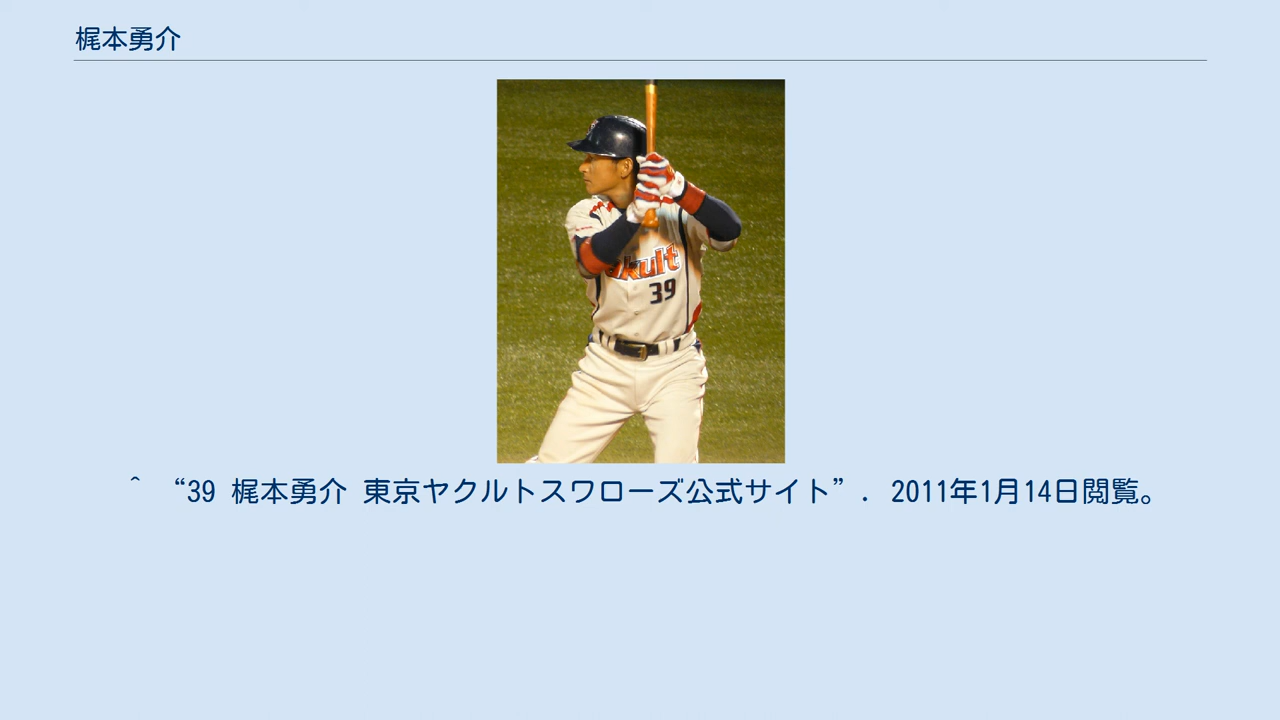 梶本勇介
akult
39
^ “39 梶本勇介 東京ヤクルトスワローズ公式サイト”. 2011年1月14日閲覧。